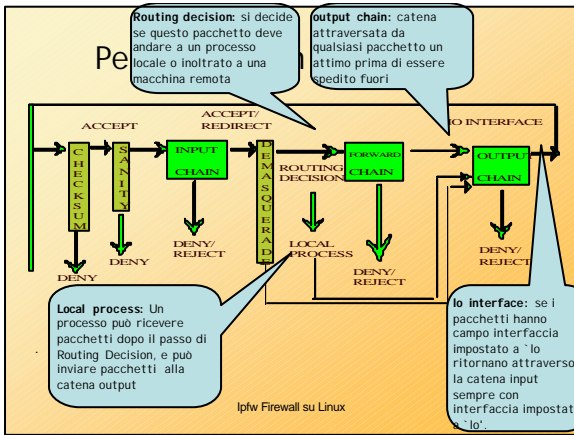 Routing decision: si decide
se questo pacchetto deve
andare a un processo
locale o inoltrato a una
macchina remota
output chain: catena
attraversata da
qualsiasi pacchetto un
attimo prima di essere
spedito fuori
Pe
ACCEPT
ACCEPT/
REDIRECT
IO INTERFACE
CHECKSUM
SANITY
INPUT
CHAIN
DEMASQUERADE
ROUTING
DECISION
FORWARD
CHAIN
OUTPUT
CHAIN
DENY
DENY
DENY/
REJECT
LOCAL
PROCESS
DENY/
REJECT
DENY/
REJECT
Local process: Un
processo può ricevere
pacchetti dopo il passo di
Routing Decision, e può
inviare pacchetti alla
catena output
lo interface: se i
pacchetti hanno
campo interfaccia
impostato a `lo
ritornano attraverso
la catena input
sempre con
interfaccia impostat
a `lo'.
Ipfw Firewall su Linux